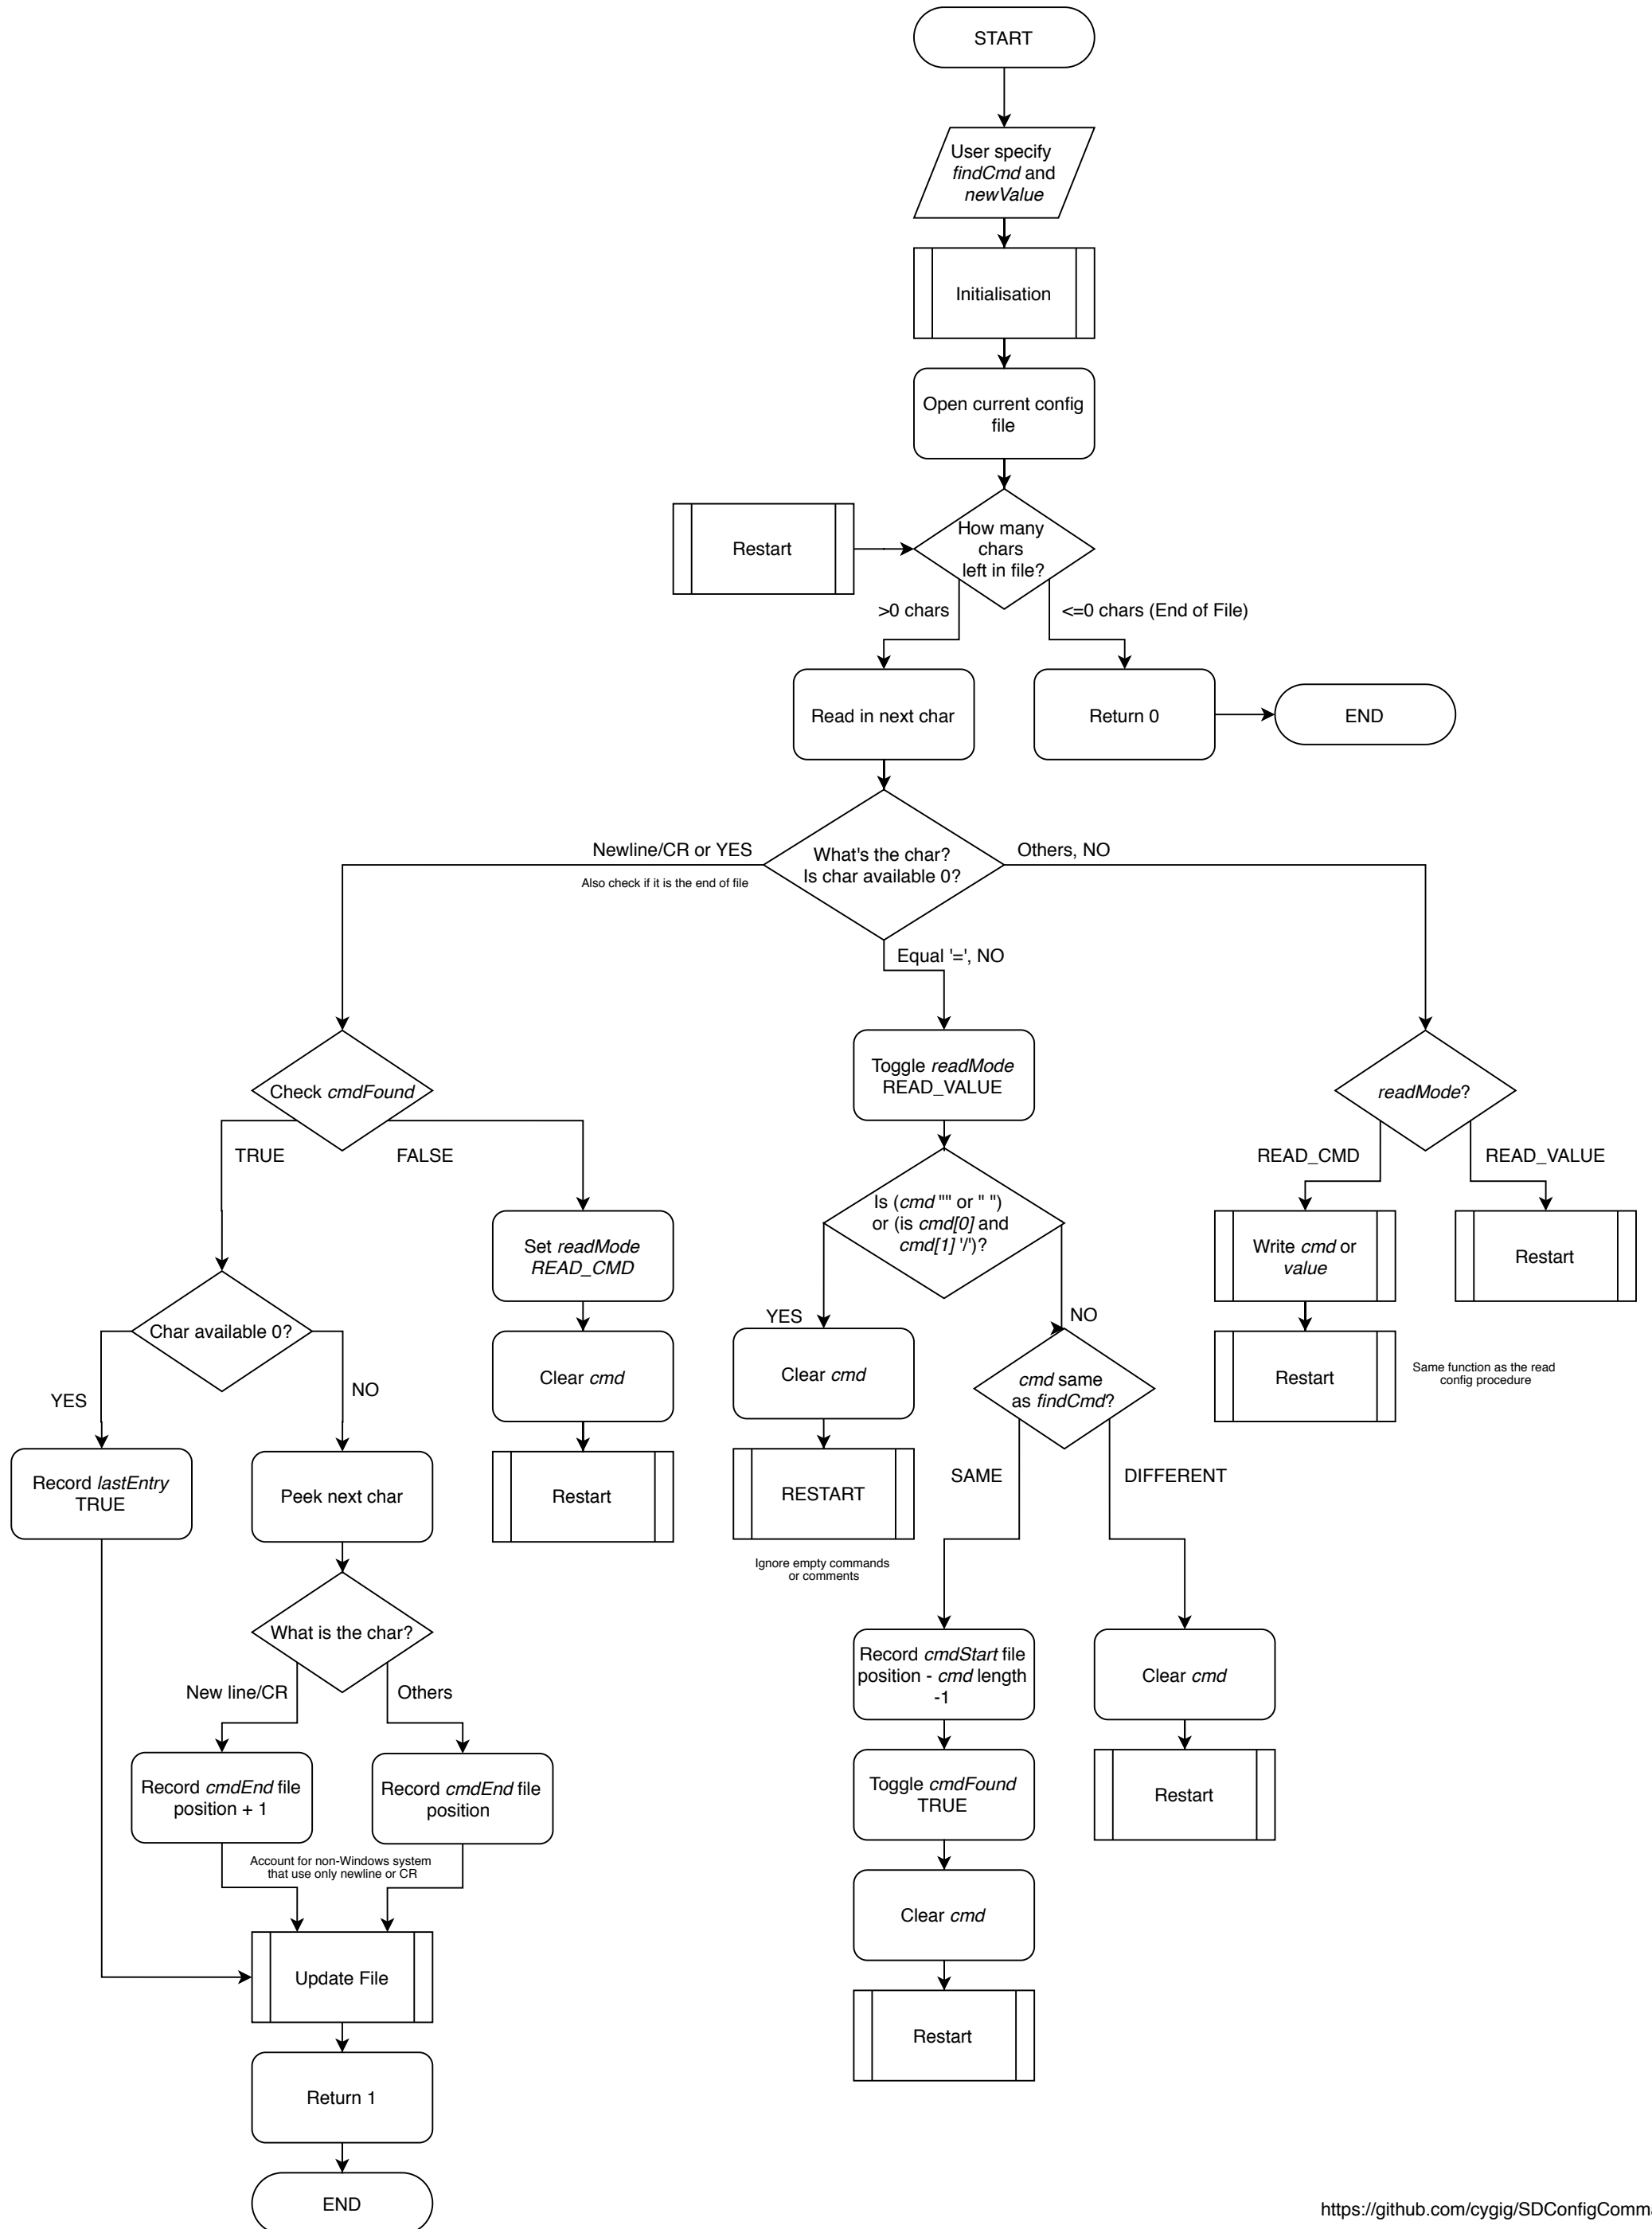 START
User specify
findCmd and
newValue
Initialisation
Open current config
file
Restart
How many
chars
left in file?
>0 chars
<=0 chars (End of File)
Read in next char
Return 0
END
Newline/CR or YES
Also check if it is the end of file
What's the char?
Is char available 0?
Others, NO
Equal '=', NO
Check cmdFound
TRUE
FALSE
Toggle readMode
READ_VALUE
readMode?
READ_CMD
READ_VALUE
Set readMode
READ_CMD
Is (cmd "" or " ")
or (is cmd[0] and
cmd[1] '/')?
Write cmd or
value
Restart
Char available 0?
YES
NO
Clear cmd
YES
NO
Clear cmd
cmd same
as findCmd?
Restart
Same function as the read
config procedure
Record lastEntry
TRUE
Peek next char
Restart
RESTART
Ignore empty commands
or comments
SAME
DIFFERENT
What is the char?
New line/CR
Others
Record cmdStart file
position - cmd length
-1
Clear cmd
Record cmdEnd file
position + 1
Record cmdEnd file
position
Account for non-Windows system
that use only newline or CR
Toggle cmdFound
TRUE
Restart
Clear cmd
Update File
Restart
Return 1
END
https://github.com/cygig/SDConfigComm